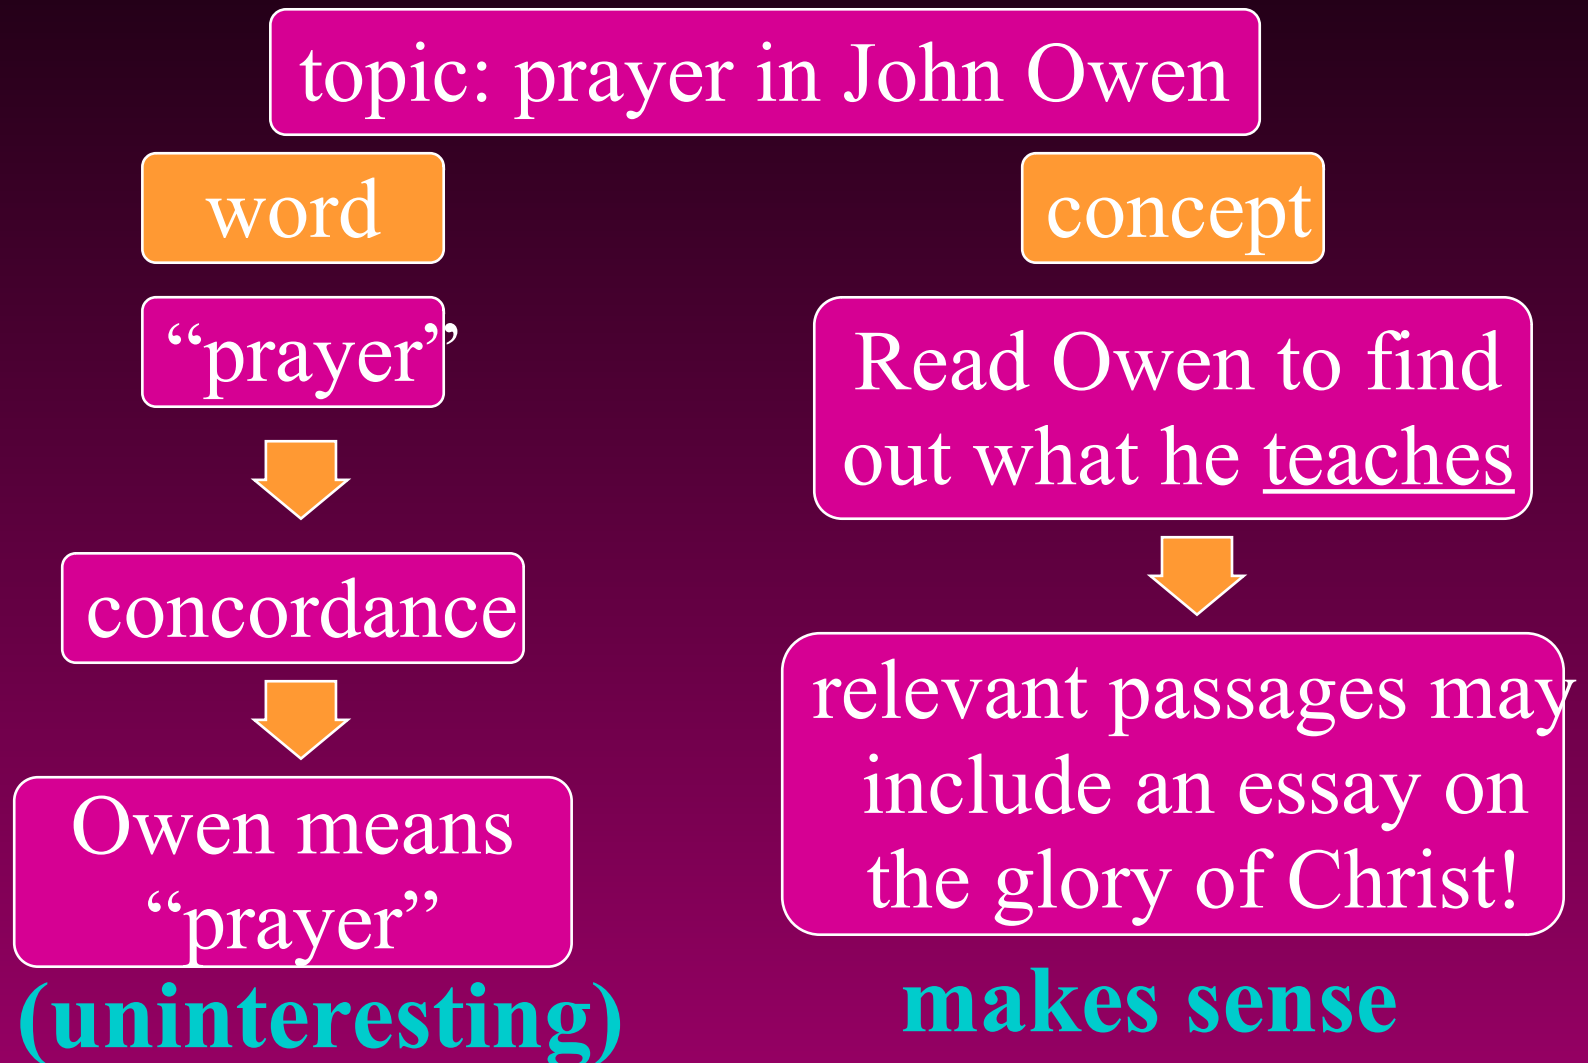 topic: prayer in John Owen
word
“prayer”
concordance
Owen means
“prayer”
(uninteresting)
concept
Read Owen to find
out what he teaches
relevant passages may
include an essay on
the glory of Christ!
makes sense